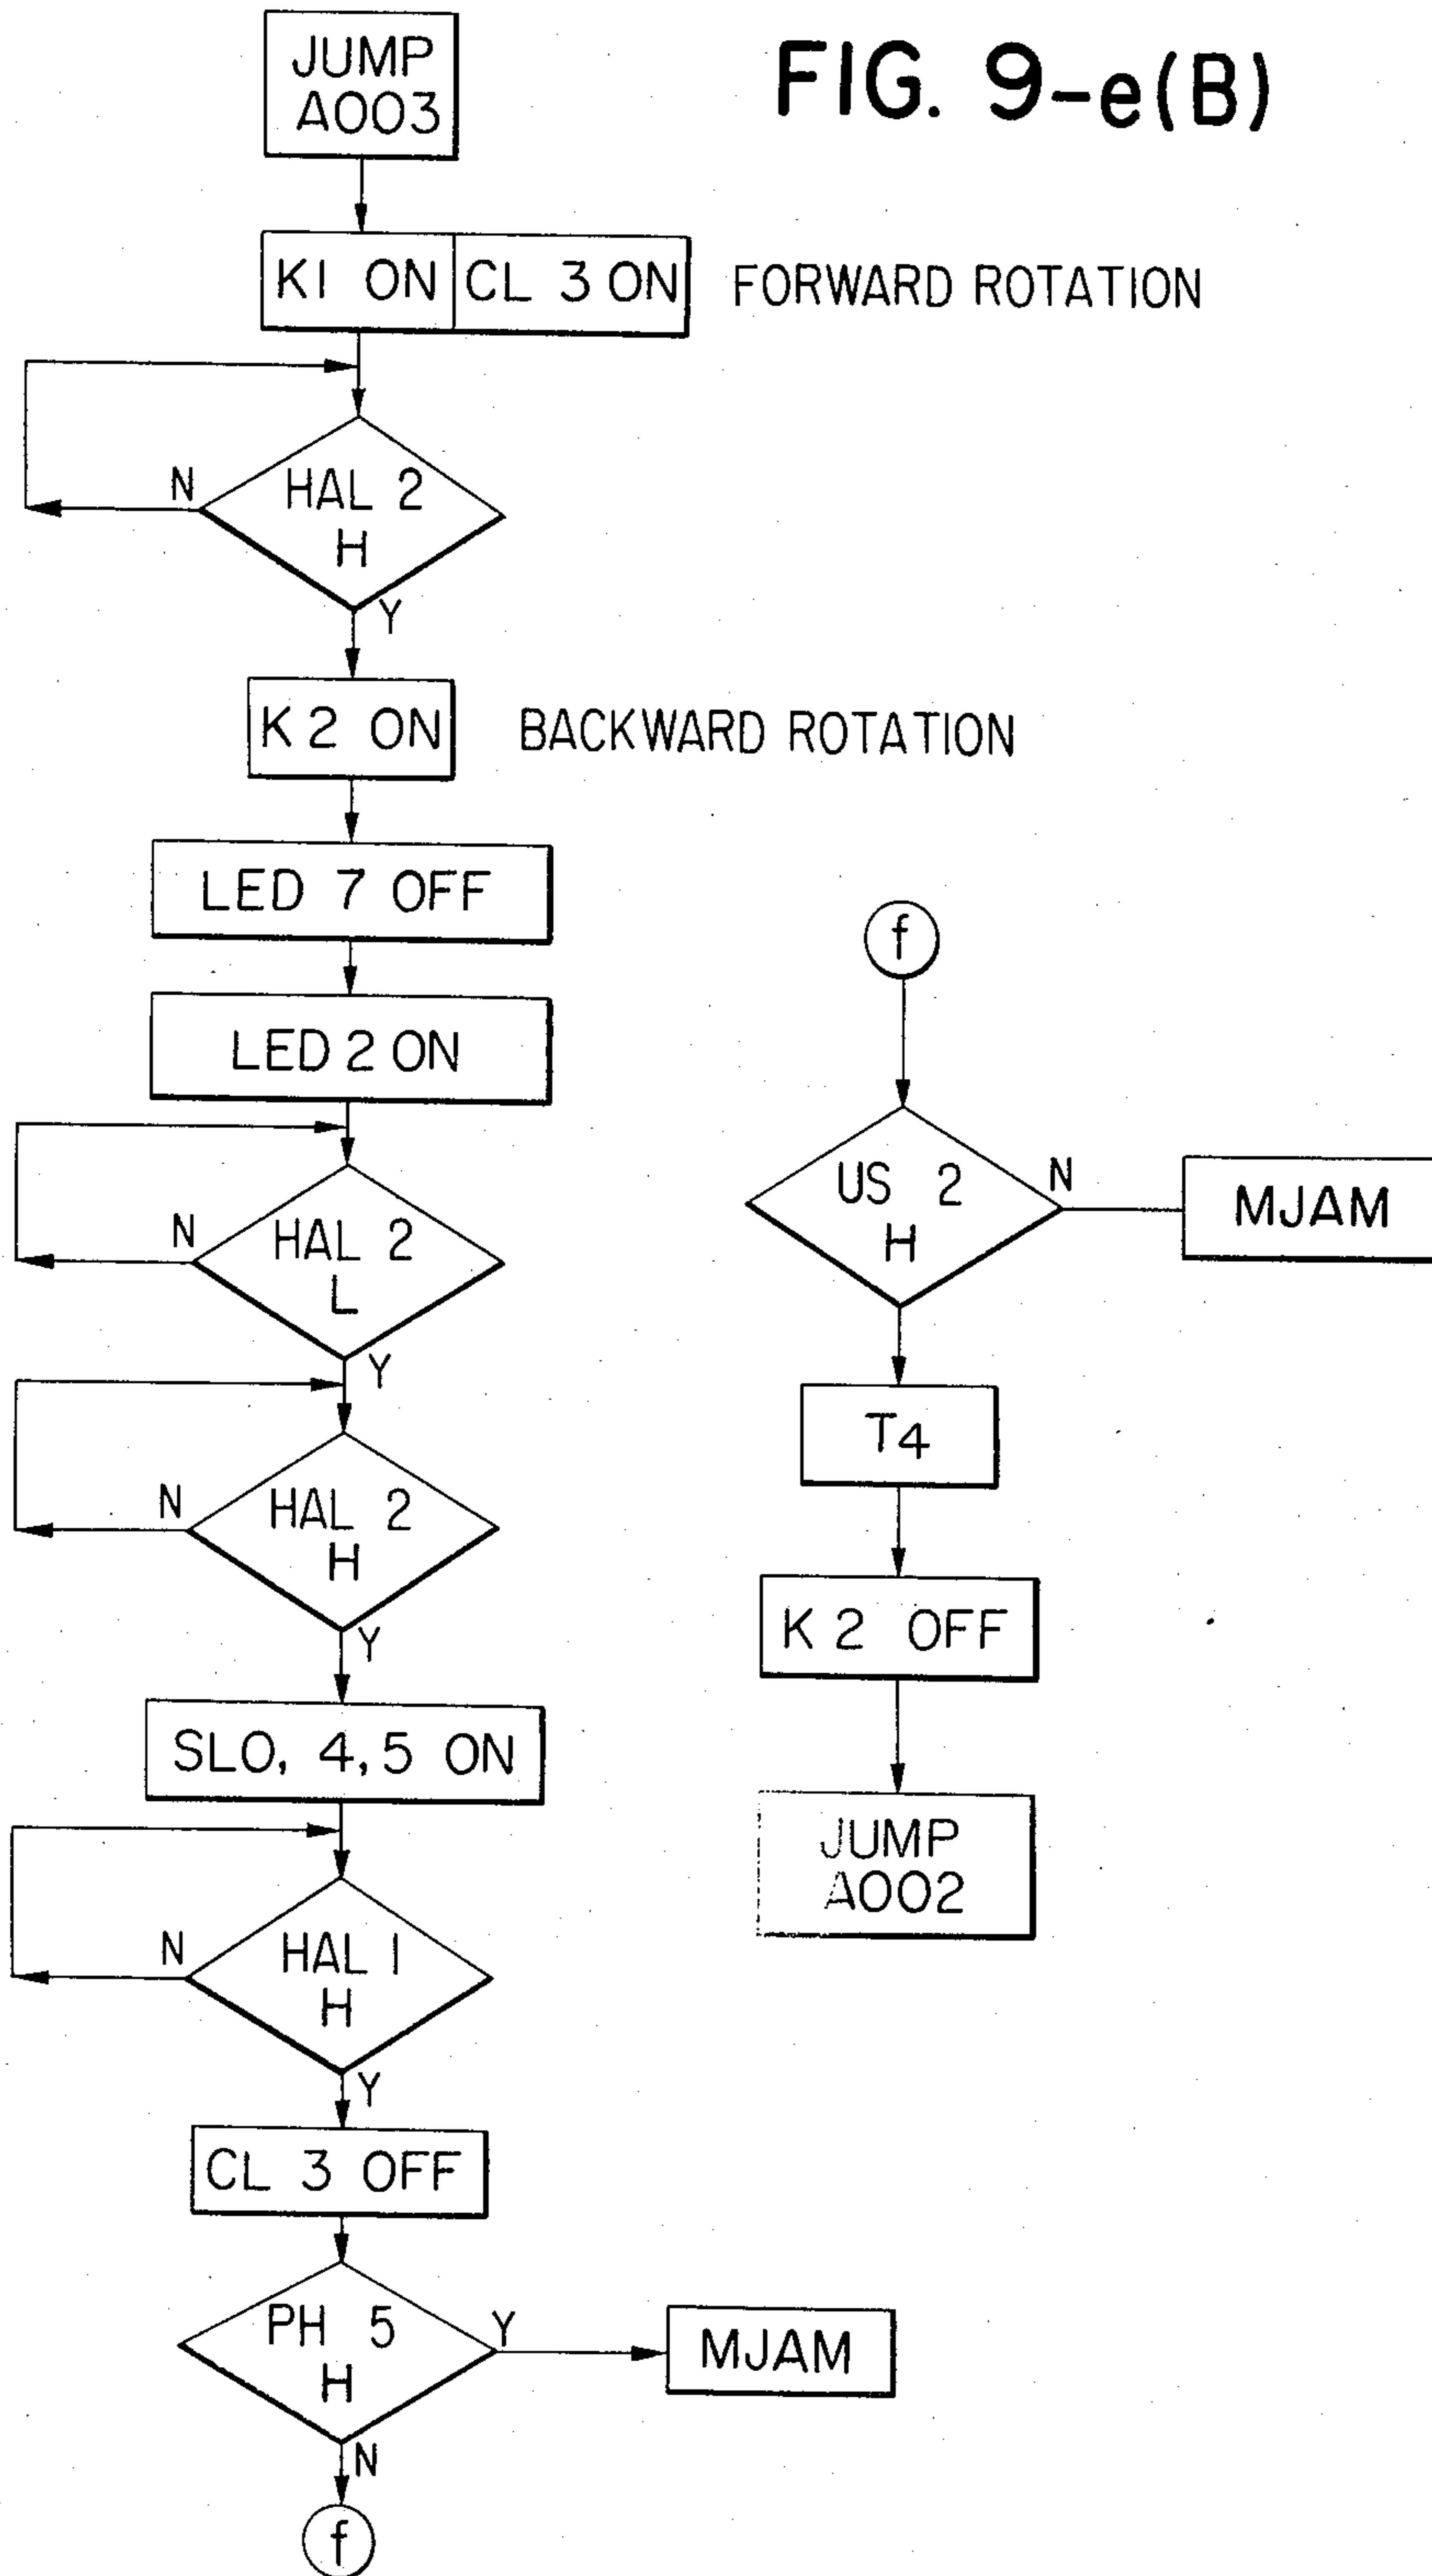 FIG. 9-e(B)
JUMP
A003
K1 ON CL 3 ON FORWARD ROTATION
HAL 2
H
N
Y
K2 ON BACKWARD ROTATION
LED 7 OFF
LED 2 ON
HAL 2
L
N
Y
HAL 2
H
N
Y
SLO, 4, 5 ON
HAL 1
H
N
Y
CL 3 OFF
PH 5
H
Y
MJAM
N
f
f
US 2
H
N
MJAM
T4
K2 OFF
JUMP
A002